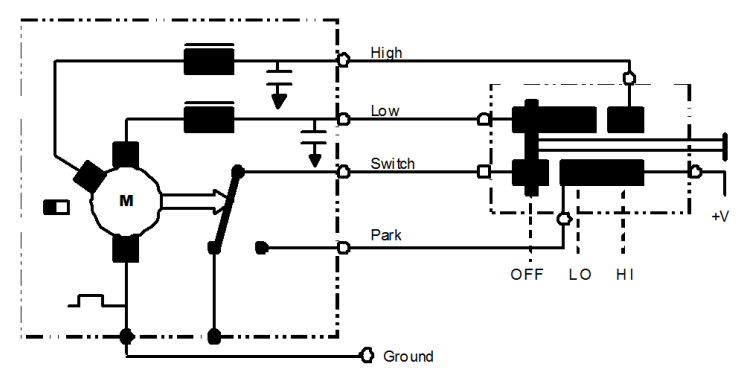 High
Low
Switch
M
Park
+V
OFF LO HI
Ground